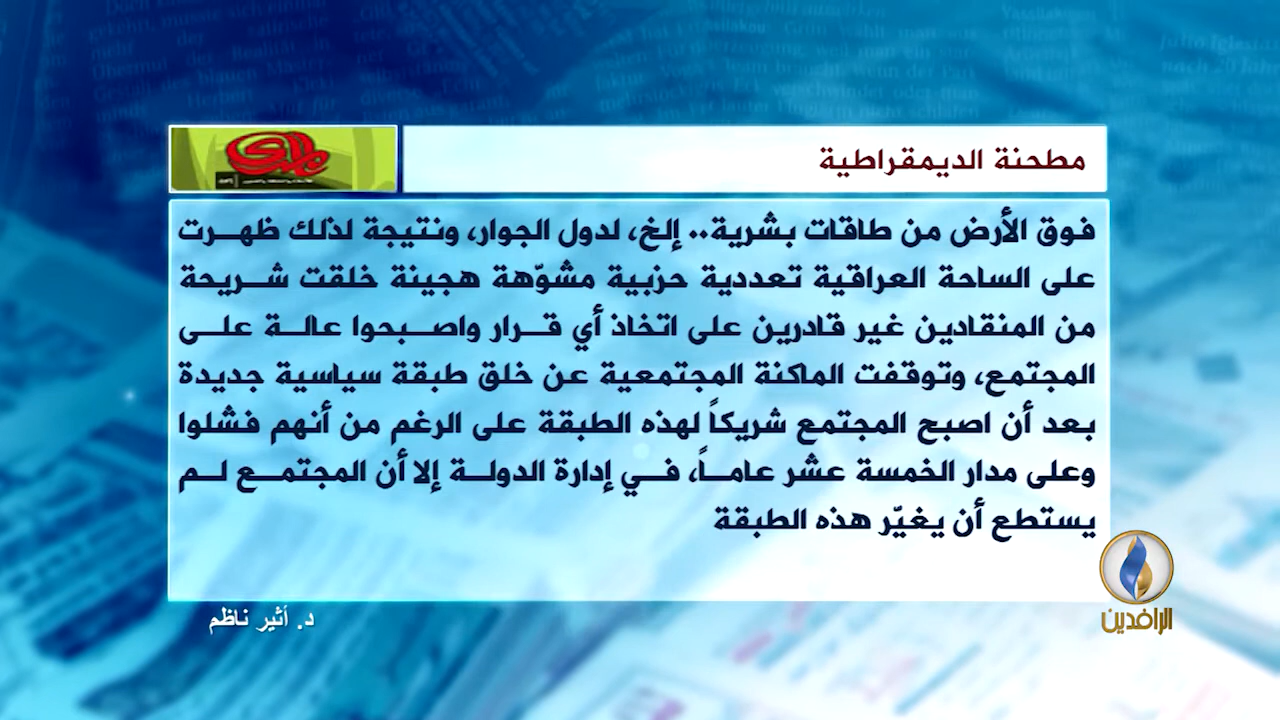 مطحنة الديمقراطية
فوق الأرض من طاقات بشرية.. إلخ، لدول الجوار، ونتيجة لذلك ظهرت
على الساحة العراقية تعددية حزبية مشوّهة هجينة خلقت شريحة
من المنقادين غير قادرين على اتخاذ أي قرار واصبحوا عالة على
المجتمع، وتوقفت الماكنة المجتمعية عن خلق طبقة سياسية جديدة
بعد أن اصبح المجتمع شريكاً لهذه الطبقة على الرغم من أنهم فشلوا
وعلى مدار الخمسة عشر عاماً، في إدارة الدولة إلا أن المجتمع لم
يستطع أن يغيّر هذه الطبقة
د. أثير ناظم
الرافدين